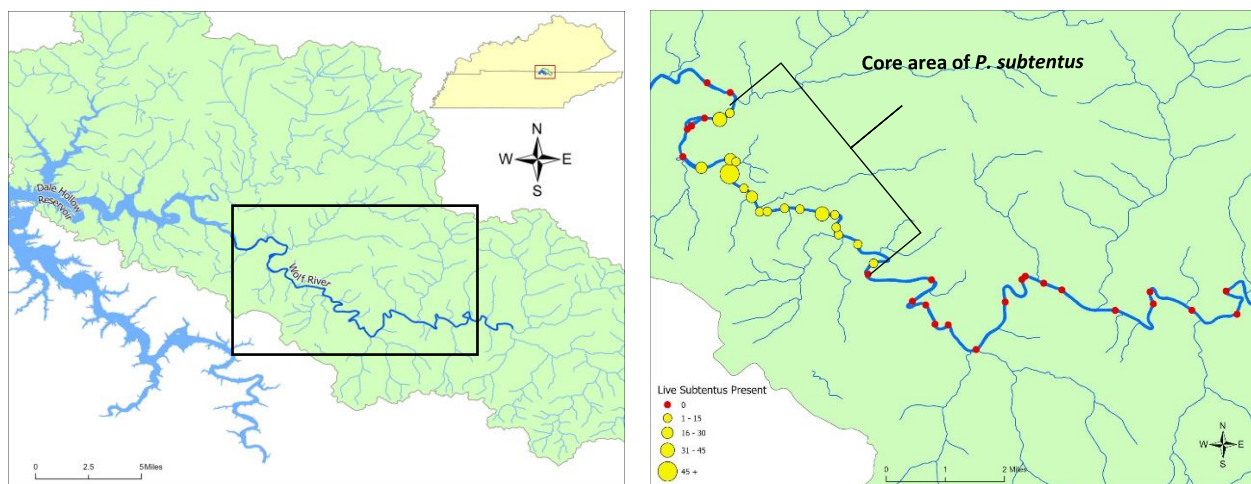 N
W E
S
Dale Hollow
Reservoir
Wolf River
0 2.5 5 Miles
Core area of P. subtentus
Live Subtentus Present
0
1 - 15
16 - 30
31 - 45
45 +
N
W E
S
0 1 2 Miles